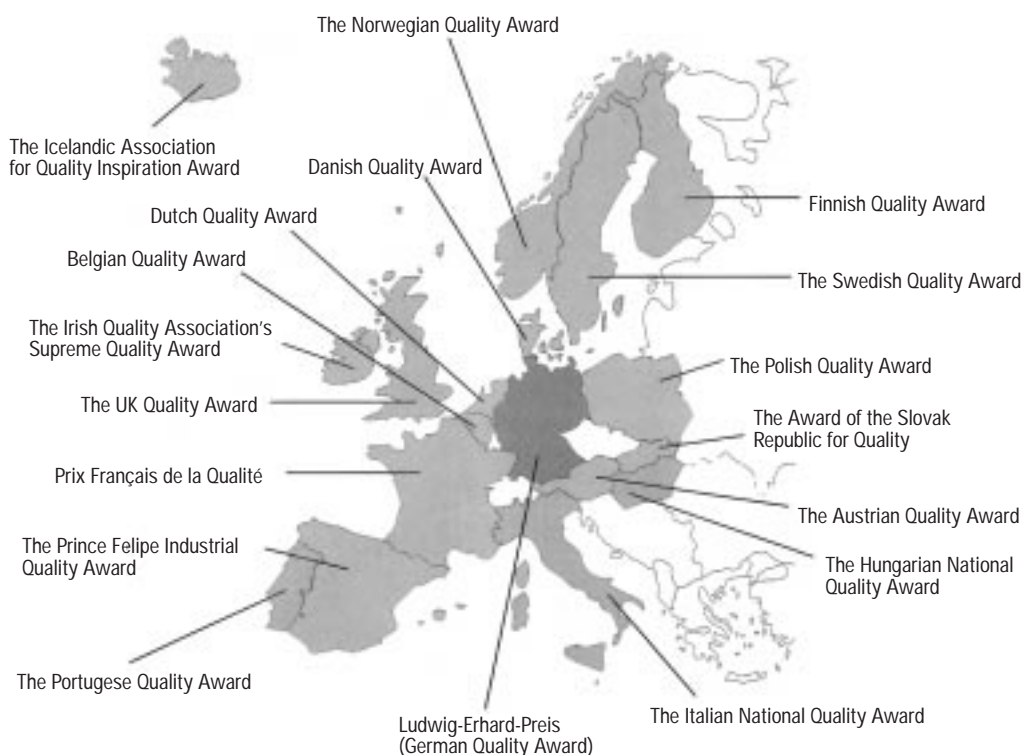 The Norwegian Quality Award
The Icelandic Association
for Quality Inspiration Award
Danish Quality Award
Dutch Quality Award
Finnish Quality Award
Belgian Quality Award
The Swedish Quality Award
The Irish Quality Association's
Supreme Quality Award
The Polish Quality Award
The UK Quality Award
The Award of the Slovak
Republic for Quality
Prix Français de la Qualité
The Austrian Quality Award
The Prince Felipe Industrial
Quality Award
The Hungarian National
Quality Award
The Portugese Quality Award
Ludwig-Erhard-Preis
(German Quality Award)
The Italian National Quality Award